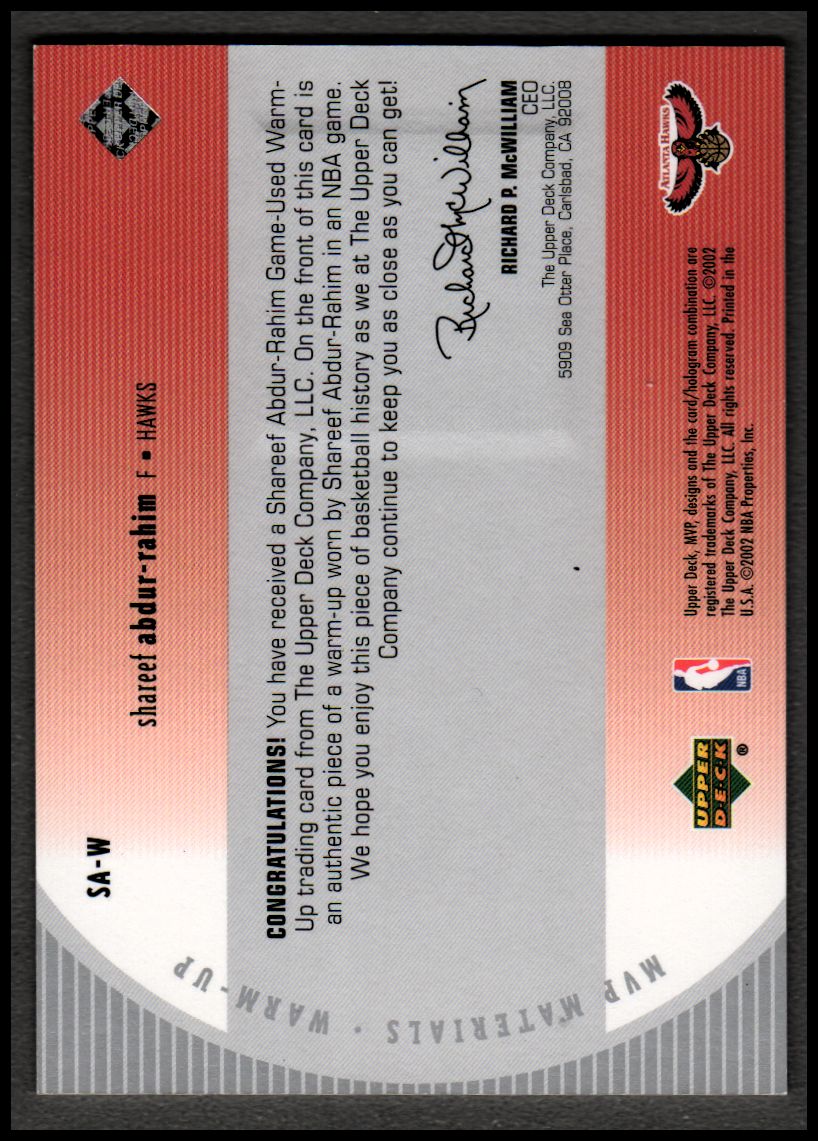 SA-W
shareef abdur-rahim F ▪ HAWKS
CONGRATULATIONS! You have received a Shareef Abdur-Rahim Game-Used Warm-
Up trading card from The Upper Deck Company, LLC. On the front of this card is
an authentic piece of a warm-up worn by Shareef Abdur-Rahim in an NBA game.
We hope you enjoy this piece of basketball history as we at The Upper Deck
Company continue to keep you as close as you can get!
Richard P. McWilliam
RICHARD P. McWILLIAM
CEO
The Upper Deck Company, LLC.
5909 Sea Otter Place, Carlsbad, CA 92008
MVP MATERIALS • WARM-UP
UPPER
DECK
®
NBA
Upper Deck, MVP, designs and the card/hologram combination are
registered trademarks of The Upper Deck Company, LLC. ©2002
The Upper Deck Company, LLC. All rights reserved. Printed in the
U.S.A. ©2002 NBA Properties, Inc.
ATLANTA HAWKS